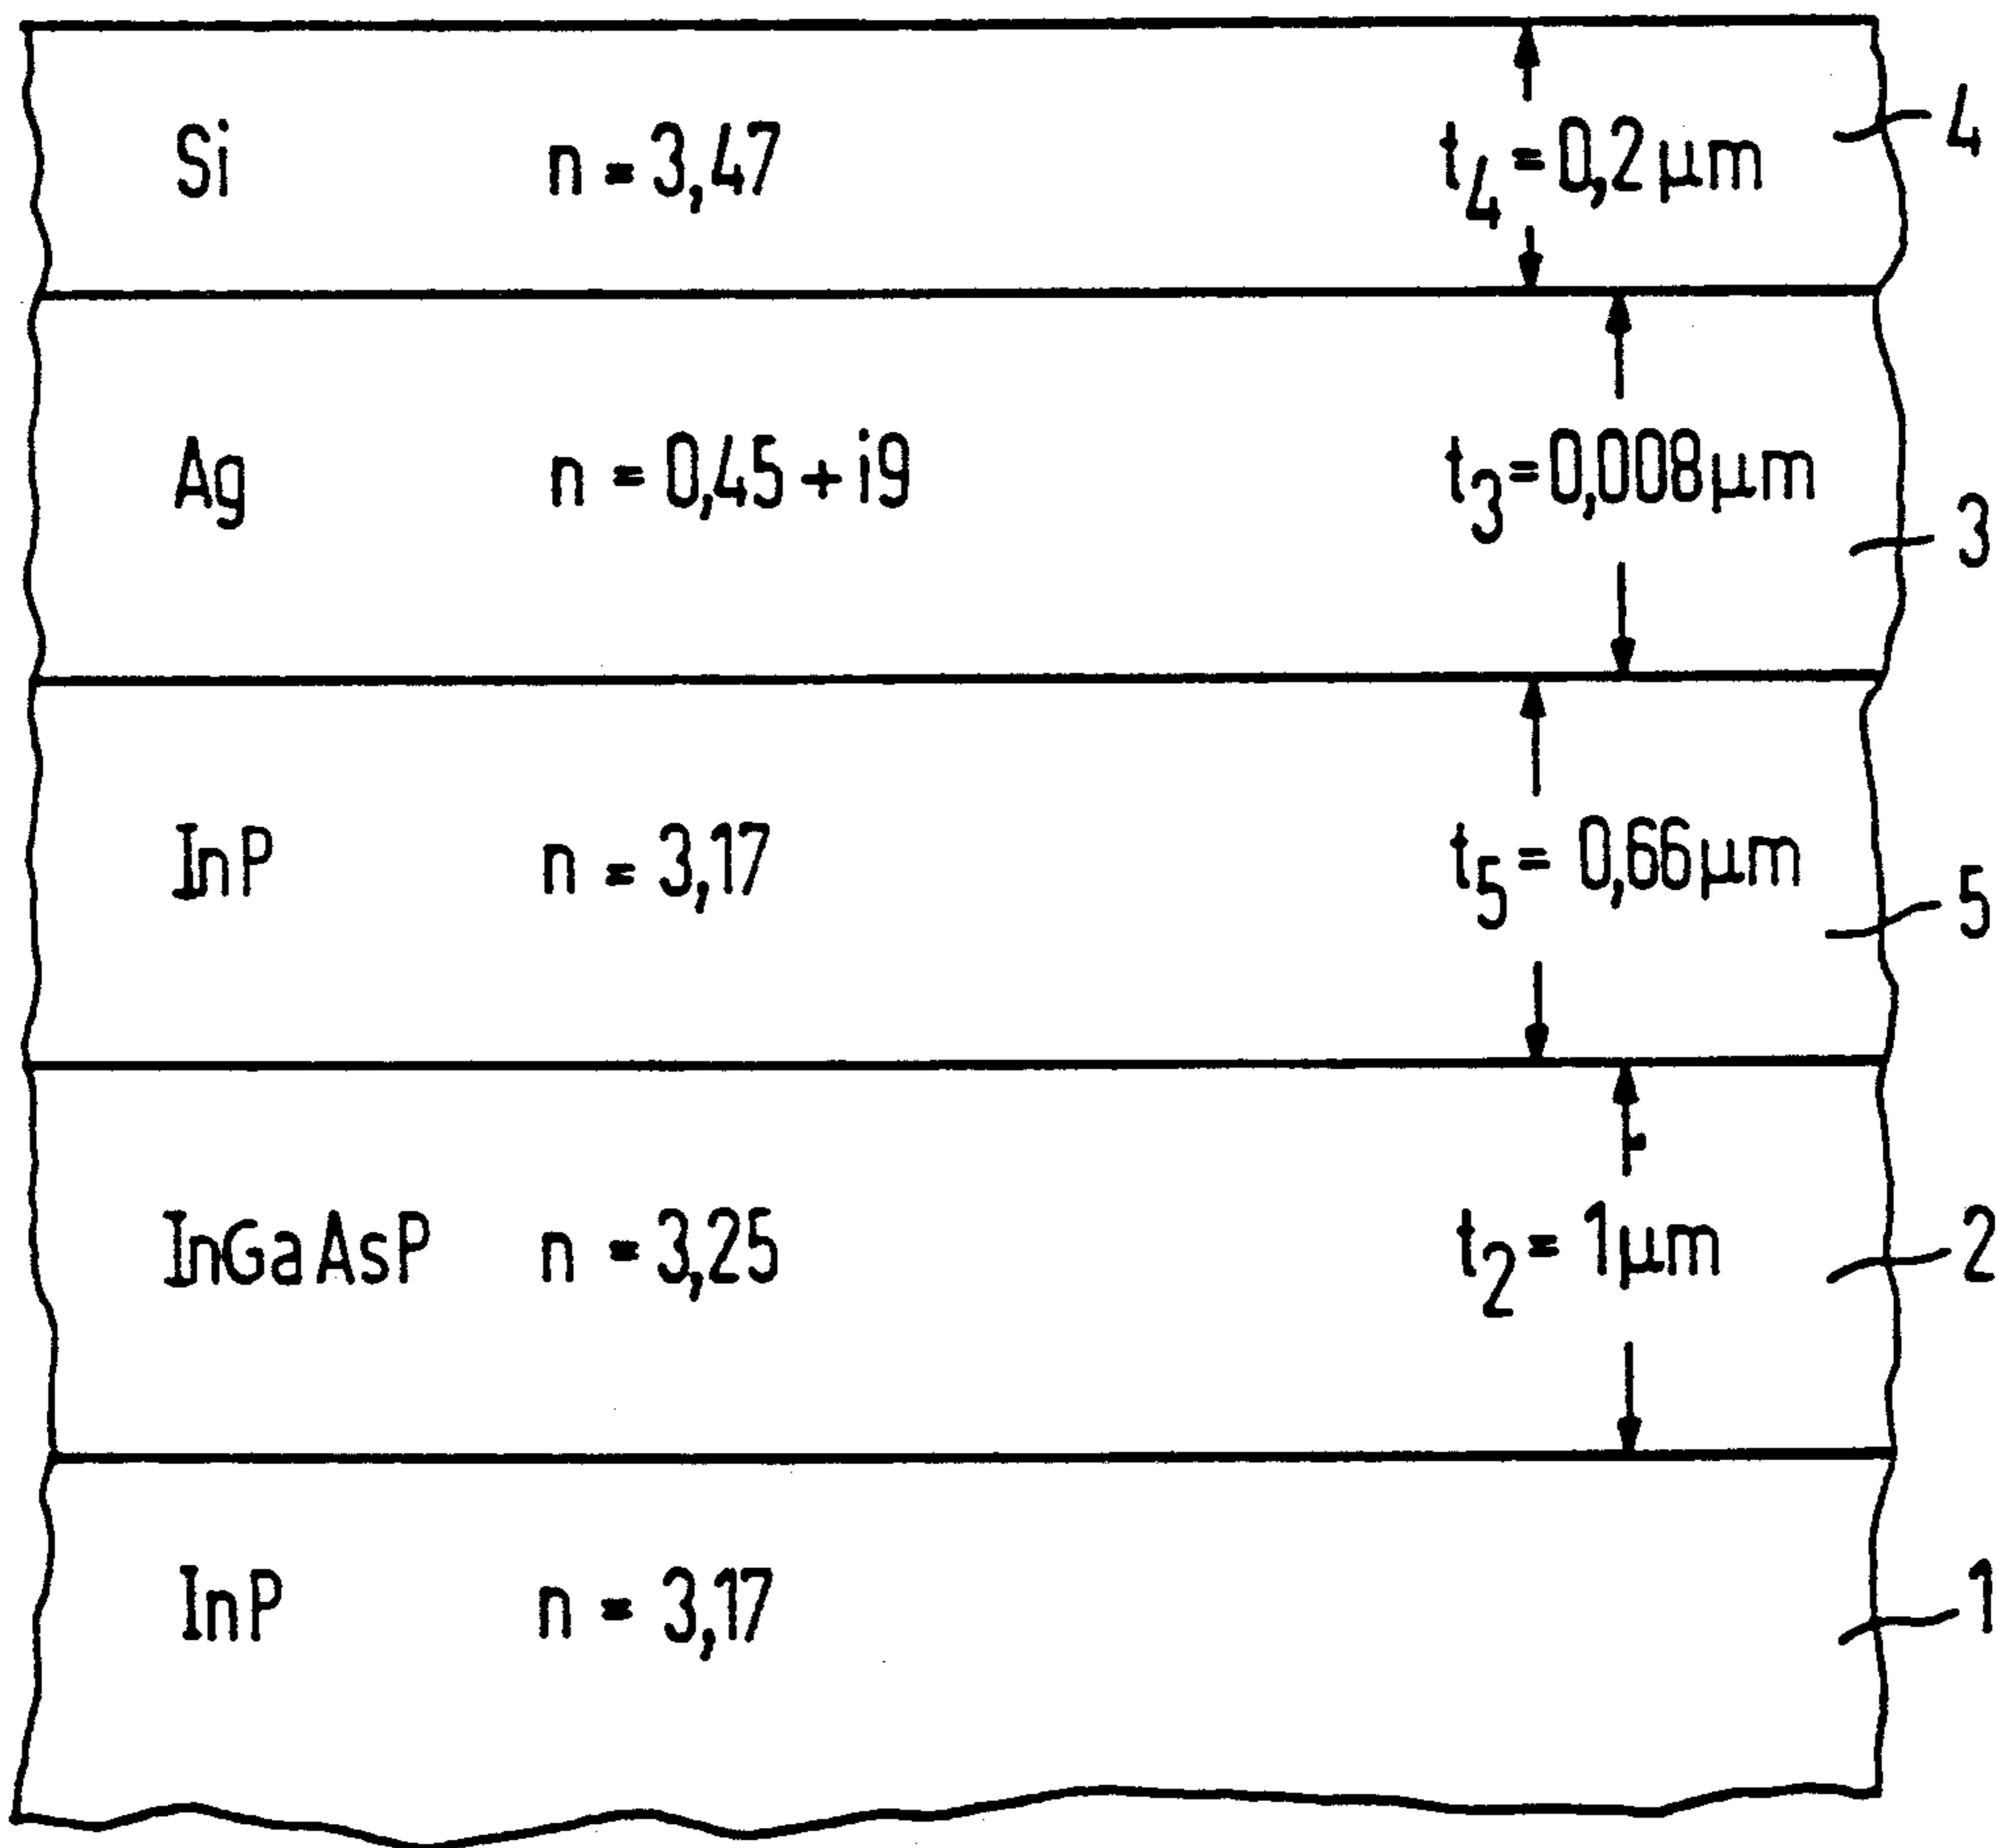 Si n = 3,47 t4 = 0,2 µm 4
Ag n = 0,45 + i9 t3 = 0,008 µm 3
InP n = 3,17 t5 = 0,66 µm 5
InGaAsP n = 3,25 t2 = 1 µm 2
InP n = 3,17 1